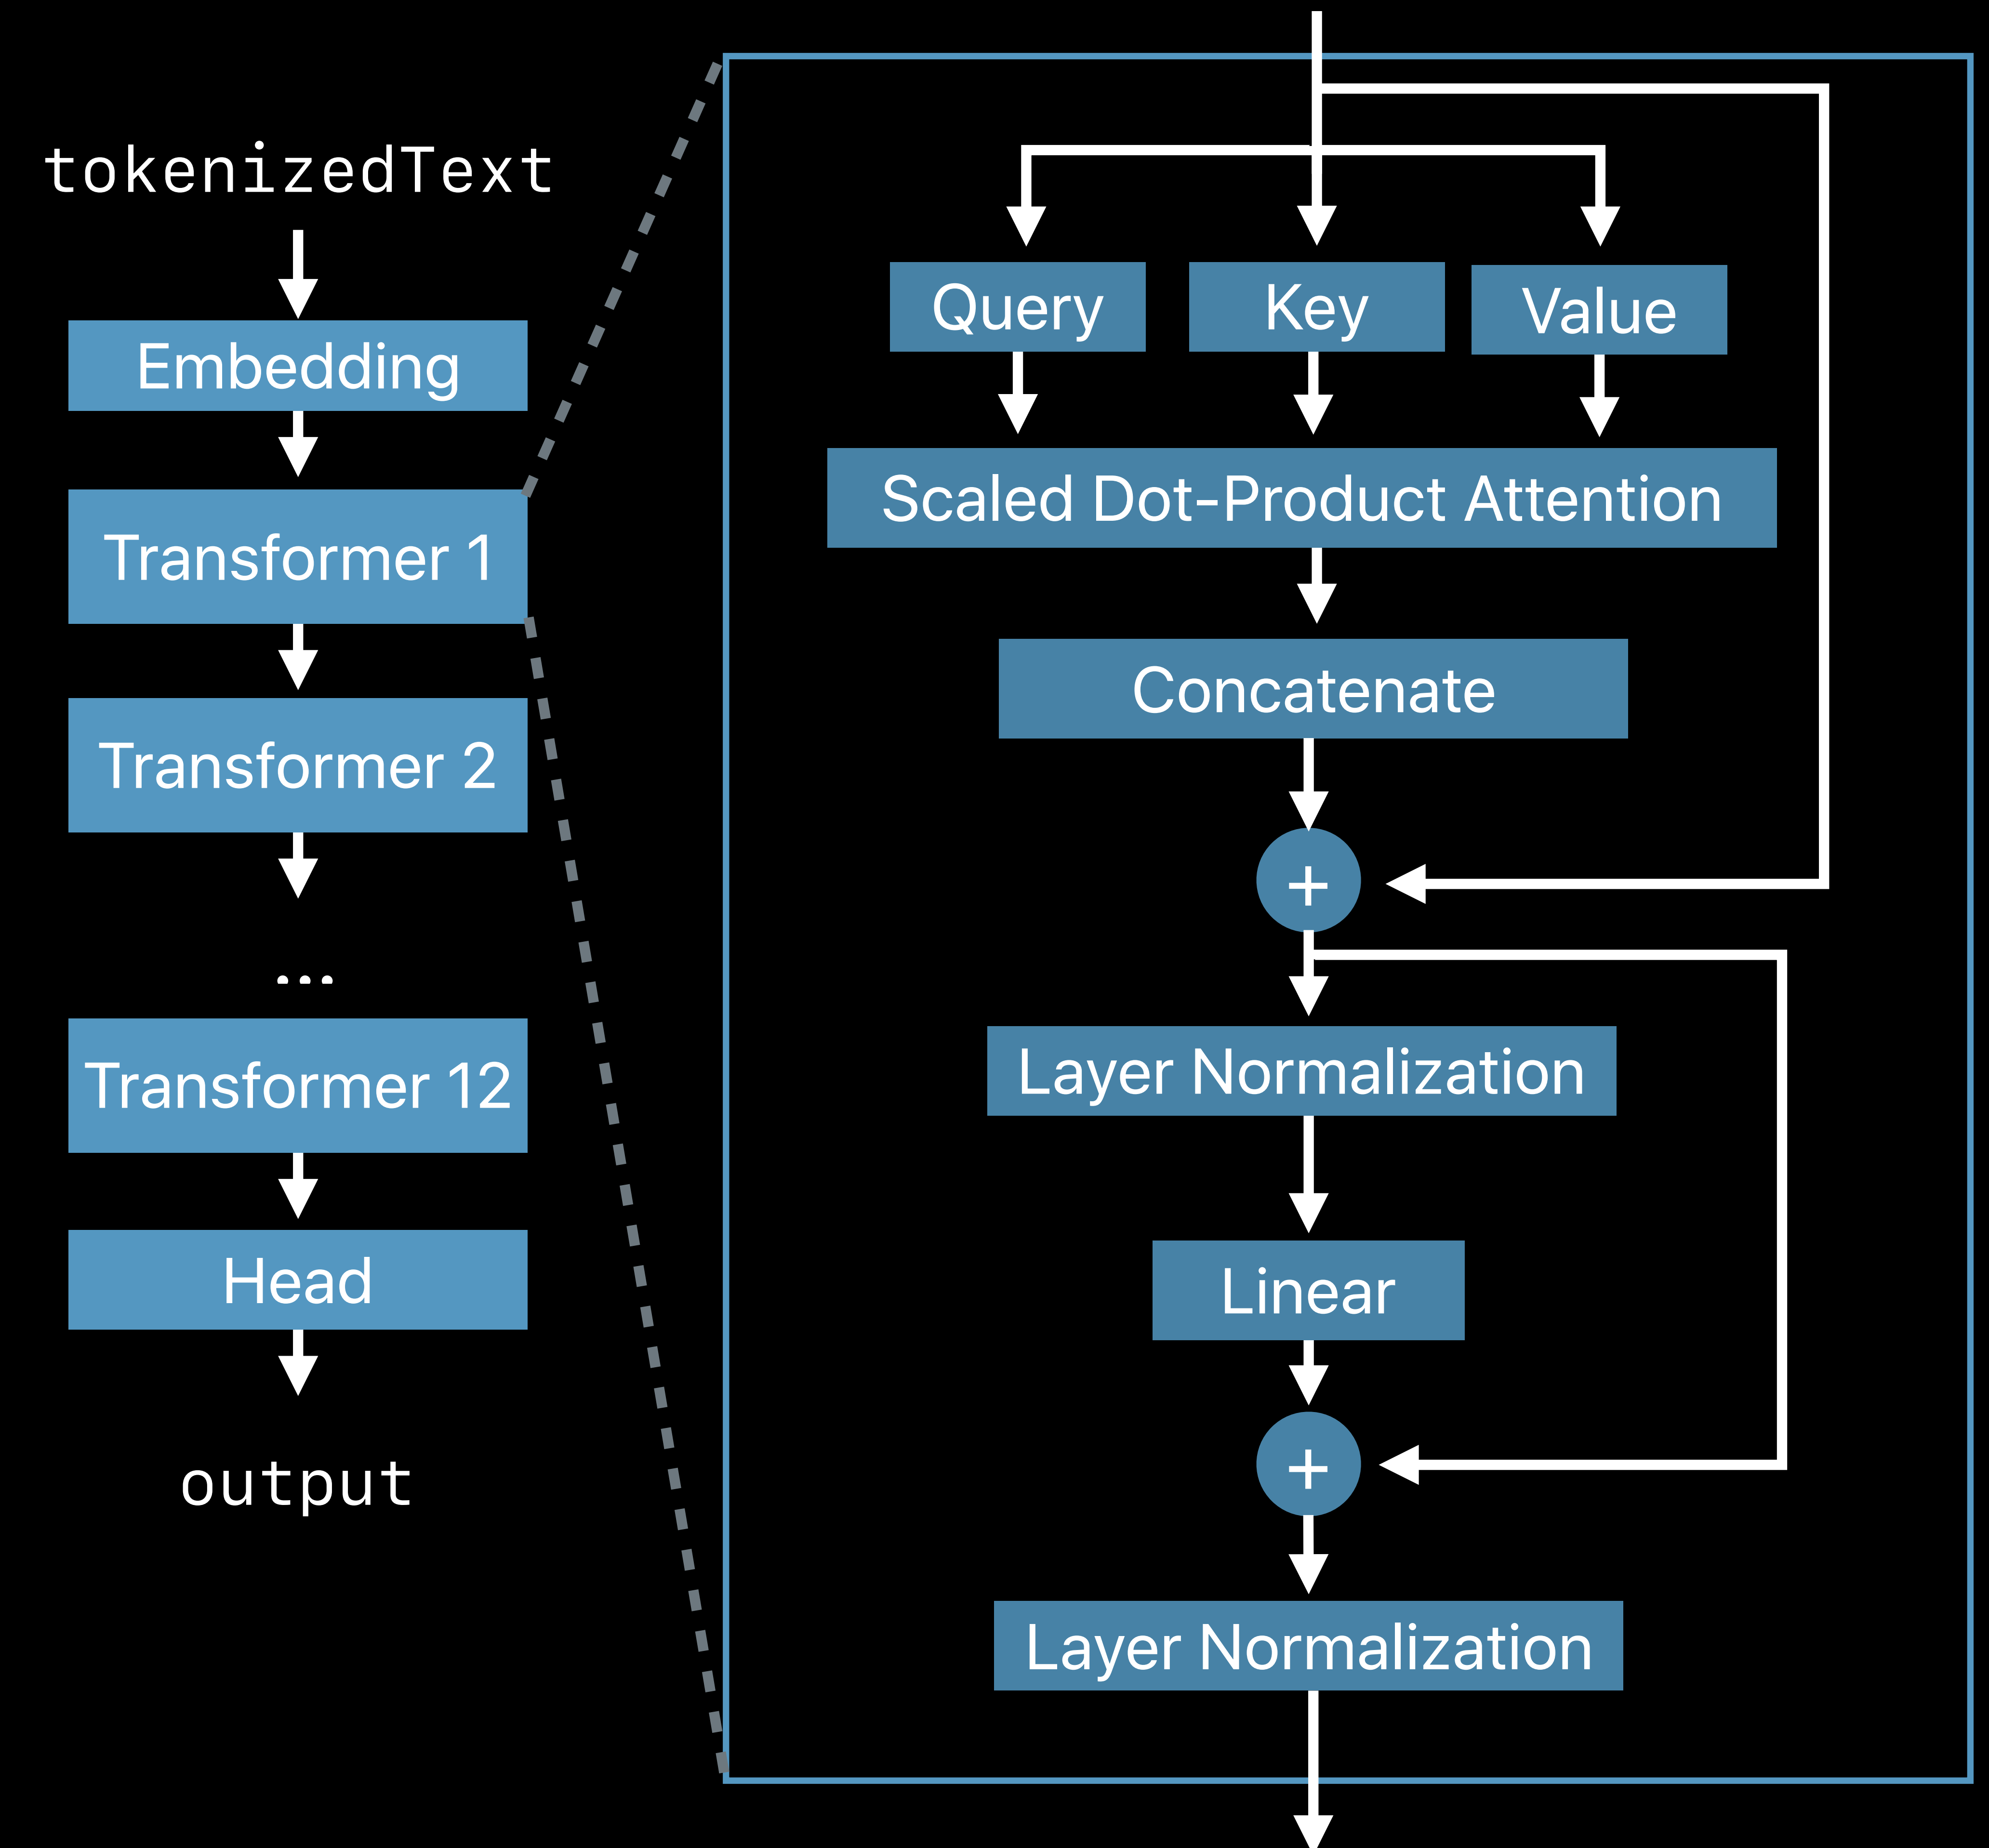 tokenizedText
Embedding
Transformer 1
Transformer 2
...
Transformer 12
Head
output
Query
Key
Value
Scaled Dot-Product Attention
Concatenate
+
Layer Normalization
Linear
+
Layer Normalization